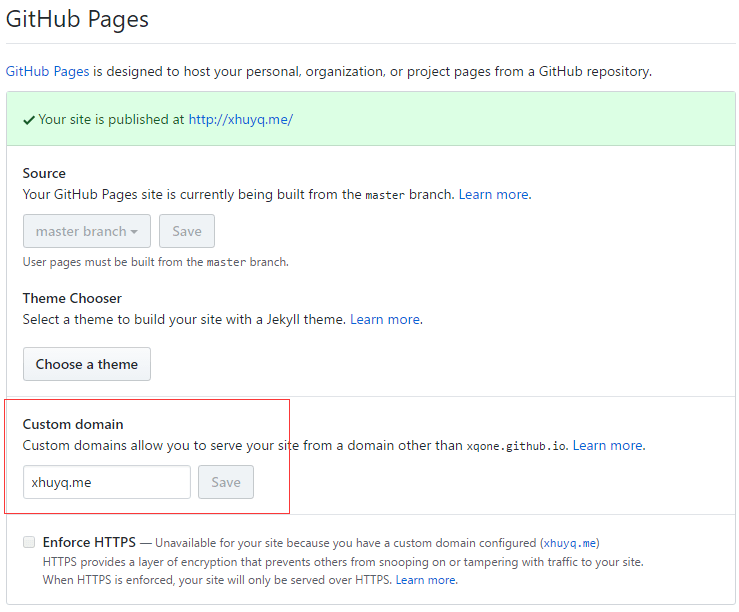 GitHub Pages
GitHub Pages is designed to host your personal, organization, or project pages from a GitHub repository.
Your site is published at http://xhuyq.me/
Source
Your GitHub Pages site is currently being built from the master branch. Learn more.
master branch Save
User pages must be built from the master branch.
Theme Chooser
Select a theme to build your site with a Jekyll theme. Learn more.
Choose a theme
Custom domain
Custom domains allow you to serve your site from a domain other than xqone.github.io. Learn more.
xhuyq.me Save
Enforce HTTPS — Unavailable for your site because you have a custom domain configured (xhuyq.me)
HTTPS provides a layer of encryption that prevents others from snooping on or tampering with traffic to your site.
When HTTPS is enforced, your site will only be served over HTTPS. Learn more.